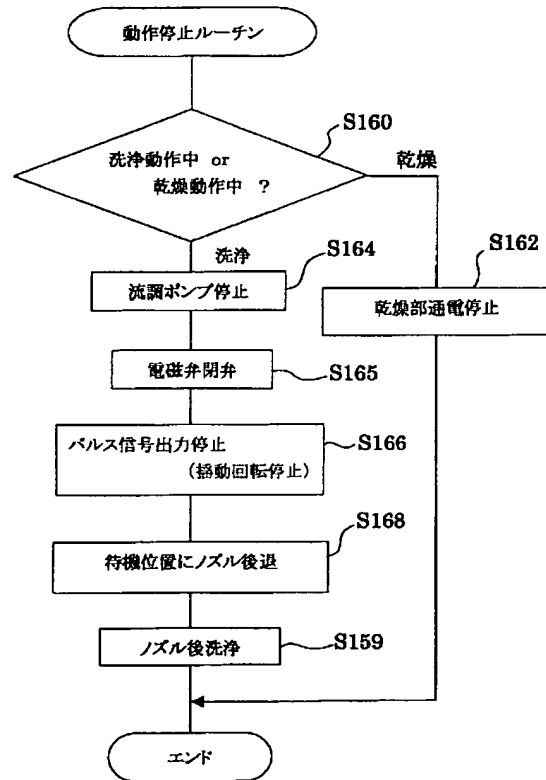 動作停止ルーチン
S160
洗浄動作中 or
乾燥動作中 ?
乾燥
洗浄
S164
流調ポンプ停止
S162
乾燥部通電停止
電磁弁閉弁
S165
パルス信号出力停止
(揺動回転停止)
S166
S168
待機位置にノズル後退
ノズル後洗浄
S159
エンド